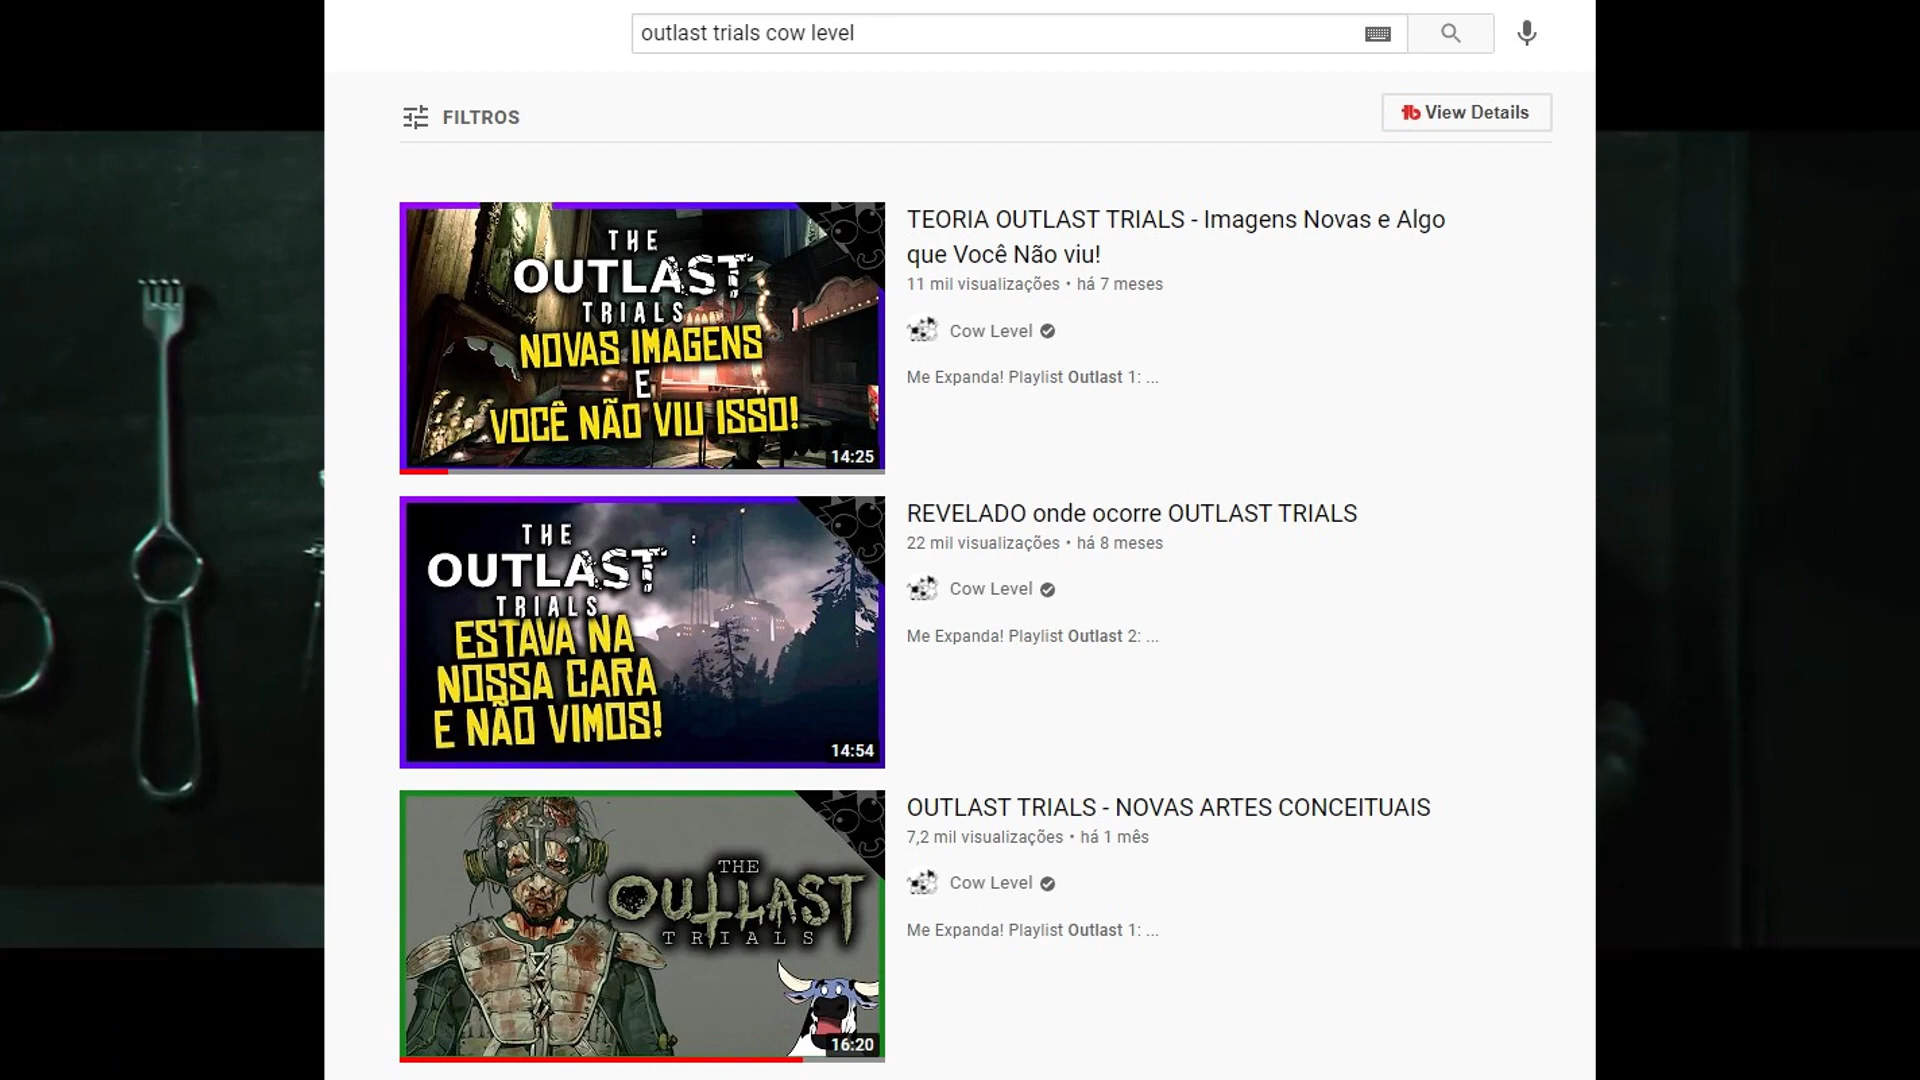 outlast trials cow level
FILTROS
View Details
THE
OUTLAST
TRIALS
NOVAS IMAGENS
E
VOCÊ NÃO VIU ISSO!
14:25
TEORIA OUTLAST TRIALS - Imagens Novas e Algo
que Você Não viu!
11 mil visualizações • há 7 meses
Cow Level
Me Expanda! Playlist Outlast 1: ...
THE
OUTLAST
TRIALS
ESTAVA NA
NOSSA CARA
E NÃO VIMOS!
14:54
REVELADO onde ocorre OUTLAST TRIALS
22 mil visualizações • há 8 meses
Cow Level
Me Expanda! Playlist Outlast 2: ...
THE
OUTLAST
TRIALS
16:20
OUTLAST TRIALS - NOVAS ARTES CONCEITUAIS
7,2 mil visualizações • há 1 mês
Cow Level
Me Expanda! Playlist Outlast 1: ...